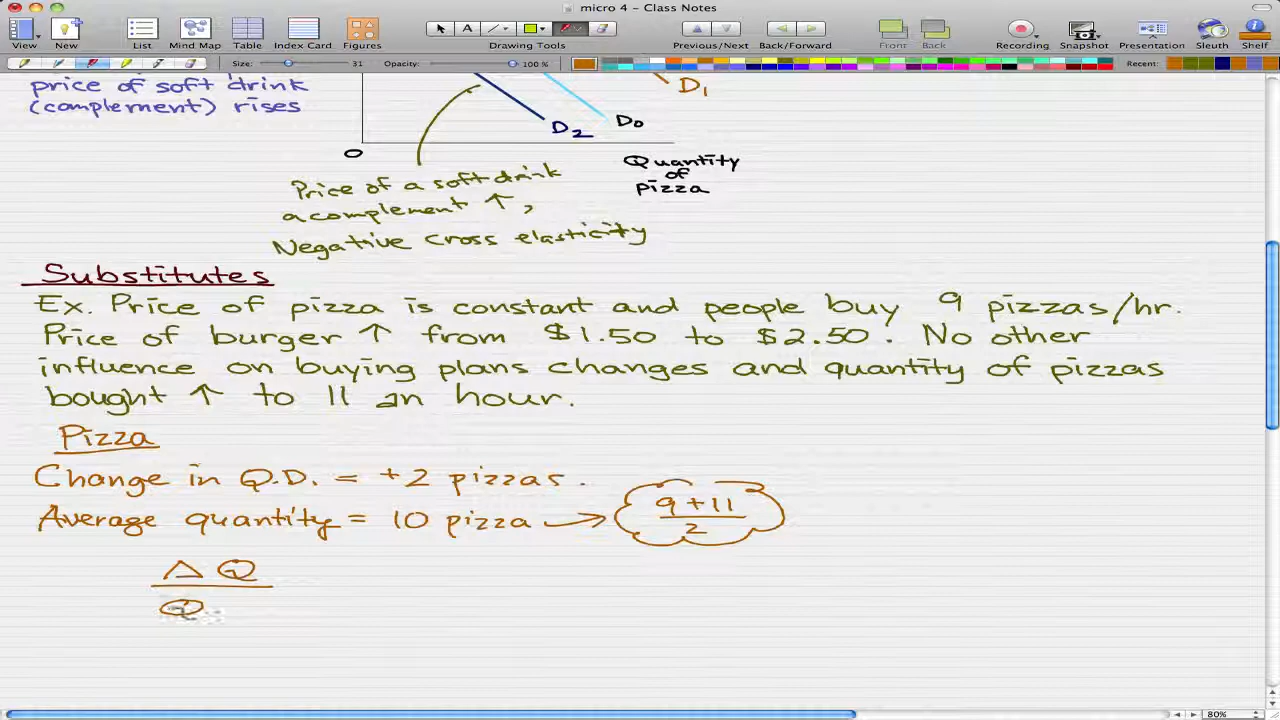 micro 4 - Class Notes
View New List Mind Map Table Index Card Figures Drawing Tools Previous/Next Back/Forward Front Back Recording Snapshot Presentation Sleuth Shelf
Size: 31 Opacity: 100 % Recent:
price of soft drink
(complement) rises
D1
D2
D0
0
Quantity
of
pizza
Price of a soft drink
a complement ↑,
Negative cross elasticity
Substitutes
Ex. Price of pizza is constant and people buy 9 pizzas/hr.
Price of burger ↑ from $1.50 to $2.50. No other
influence on buying plans changes and quantity of pizzas
bought ↑ to 11 an hour.
Pizza
Change in Q.D. = +2 pizzas.
Average quantity = 10 pizza → 9+11
2
Δ Q
Q
80%